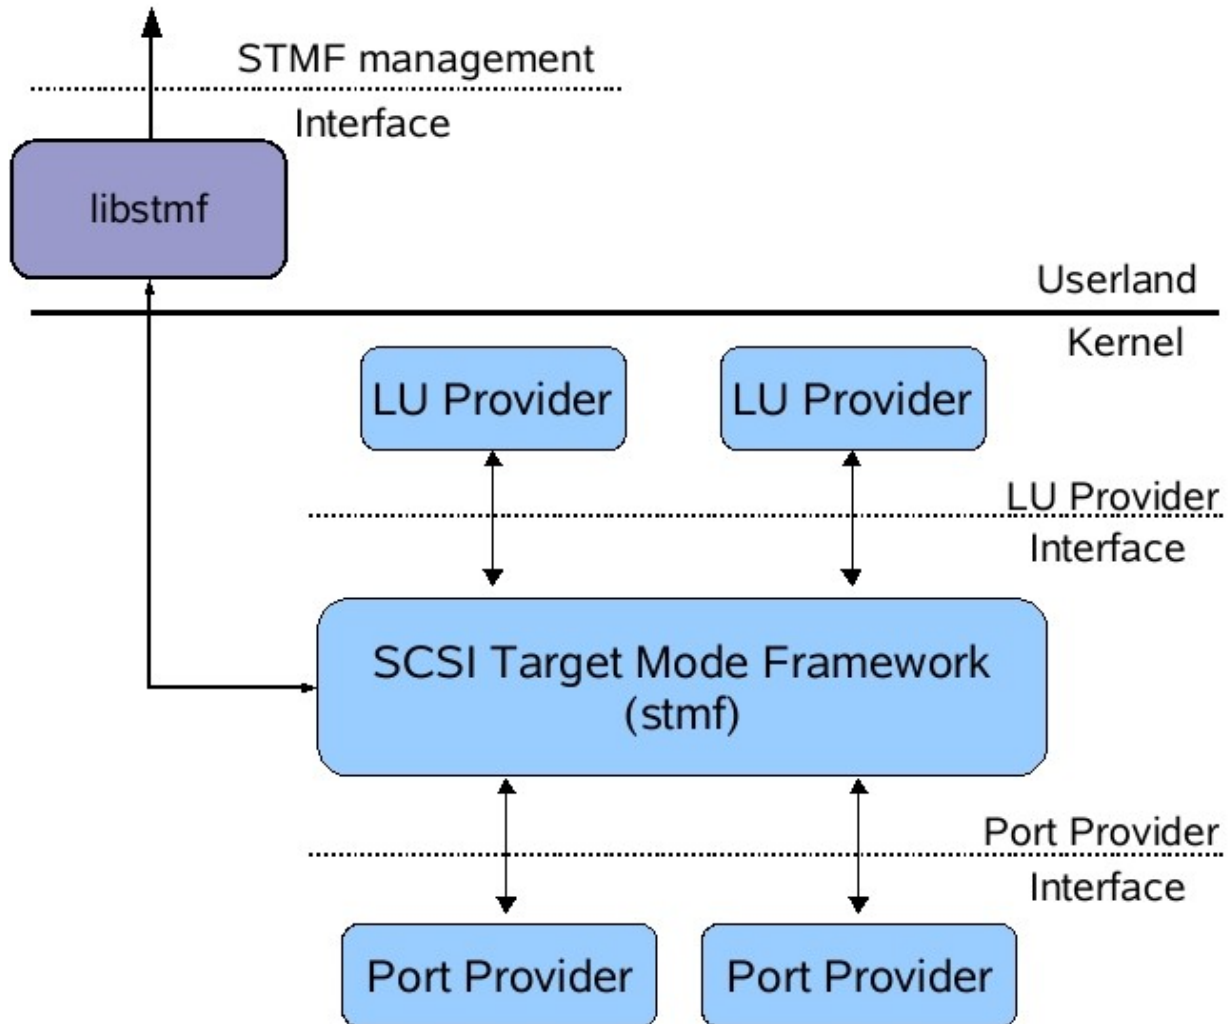 STMF management
Interface
libstmf
Userland
Kernel
LU Provider
LU Provider
LU Provider
Interface
SCSI Target Mode Framework
(stmf)
Port Provider
Interface
Port Provider
Port Provider